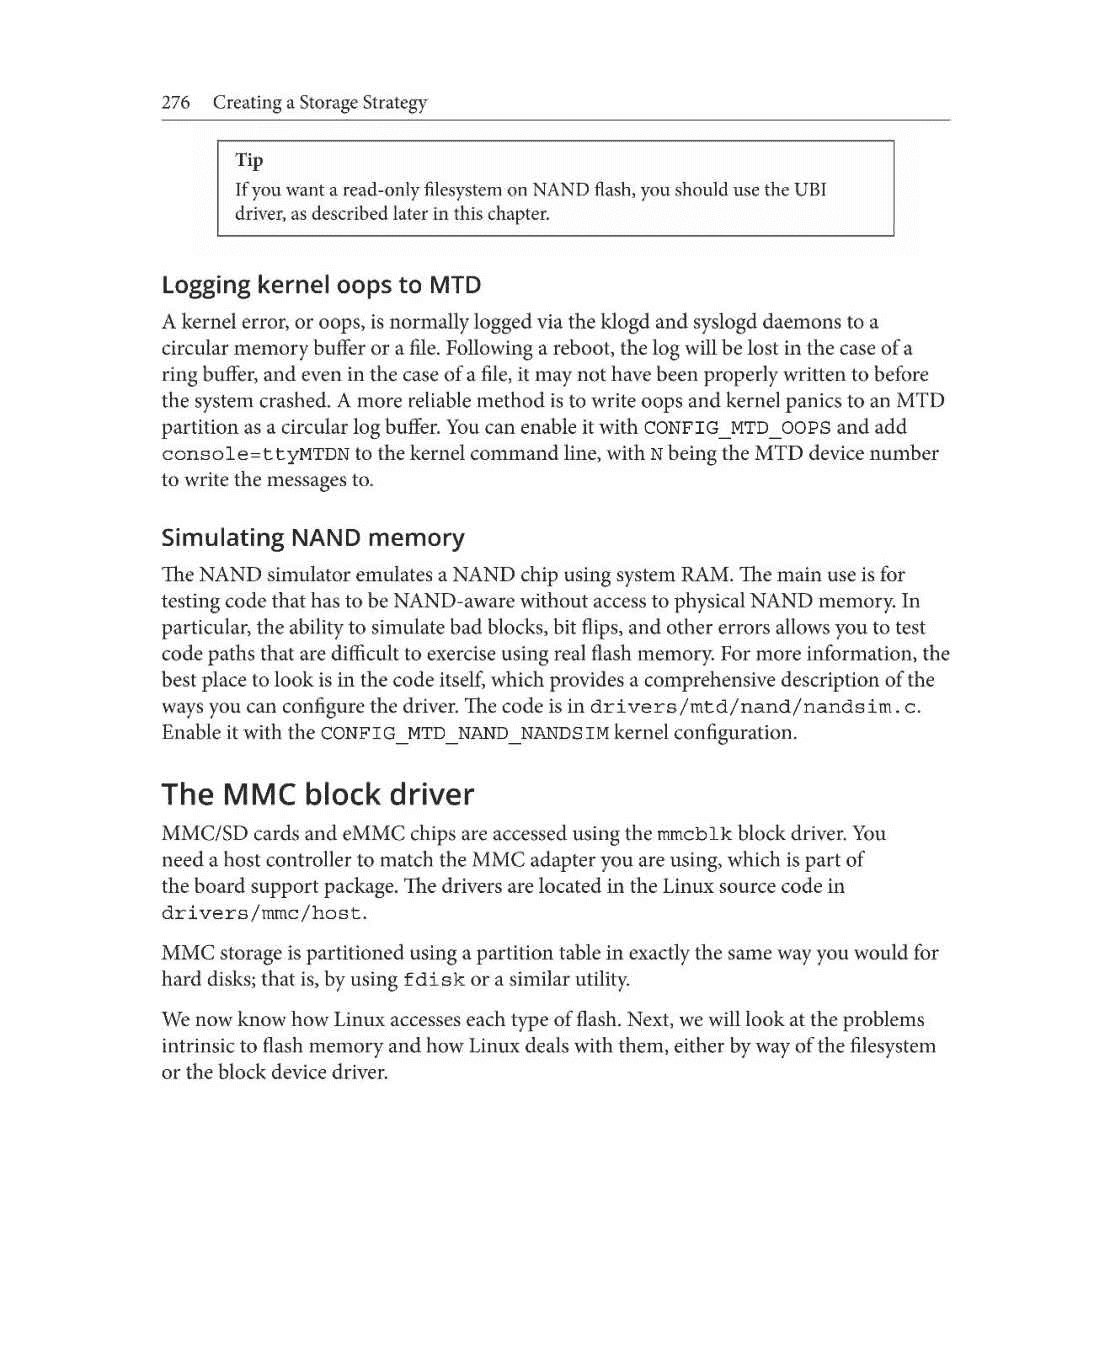 276 Creating a Storage Strategy
Tip
If you want a read-only filesystem on NAND flash, you should use the UBI
driver, as described later in this chapter.
Logging kernel oops to MTD
A kernel error, or oops, is normally logged via the klogd and syslogd daemons to a
circular memory buffer or a file. Following a reboot, the log will be lost in the case of a
ring buffer, and even in the case of a file, it may not have been properly written to before
the system crashed. A more reliable method is to write oops and kernel panics to an MTD
partition as a circular log buffer. You can enable it with CONFIG_MTD_OOPS and add
console=ttyMTDN to the kernel command line, with N being the MTD device number
to write the messages to.
Simulating NAND memory
The NAND simulator emulates a NAND chip using system RAM. The main use is for
testing code that has to be NAND-aware without access to physical NAND memory. In
particular, the ability to simulate bad blocks, bit flips, and other errors allows you to test
code paths that are difficult to exercise using real flash memory. For more information, the
best place to look is in the code itself, which provides a comprehensive description of the
ways you can configure the driver. The code is in drivers/mtd/nand/nandsim.c.
Enable it with the CONFIG_MTD_NAND_NANDSIM kernel configuration.
The MMC block driver
MMC/SD cards and eMMC chips are accessed using the mmcblk block driver. You
need a host controller to match the MMC adapter you are using, which is part of
the board support package. The drivers are located in the Linux source code in
drivers/mmc/host.
MMC storage is partitioned using a partition table in exactly the same way you would for
hard disks; that is, by using fdisk or a similar utility.
We now know how Linux accesses each type of flash. Next, we will look at the problems
intrinsic to flash memory and how Linux deals with them, either by way of the filesystem
or the block device driver.